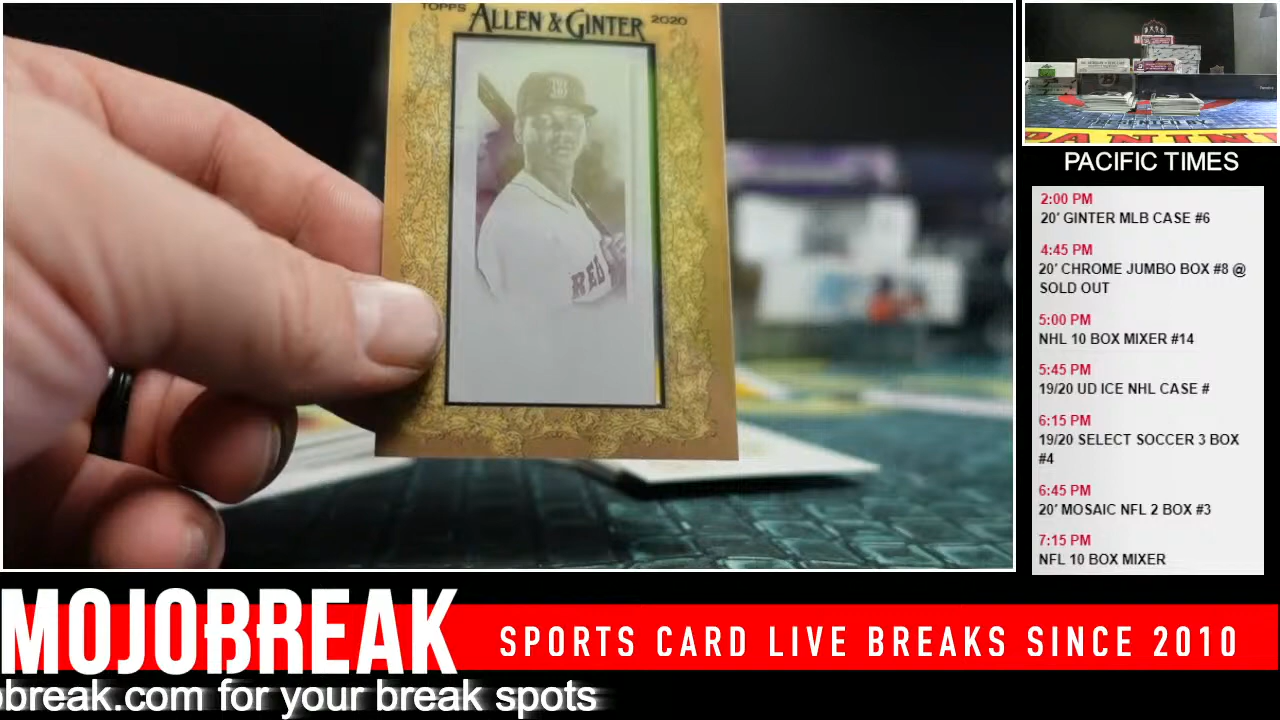 TOPPS ALLEN & GINTER 2020
B
RED
PRESENTED BY
PANINI
PACIFIC TIMES
2:00 PM
20' GINTER MLB CASE #6
4:45 PM
20' CHROME JUMBO BOX #8 @
SOLD OUT
5:00 PM
NHL 10 BOX MIXER #14
5:45 PM
19/20 UD ICE NHL CASE #
6:15 PM
19/20 SELECT SOCCER 3 BOX
#4
6:45 PM
20' MOSAIC NFL 2 BOX #3
7:15 PM
NFL 10 BOX MIXER
MOJOBREAK
SPORTS CARD LIVE BREAKS SINCE 2010
obreak.com for your break spots